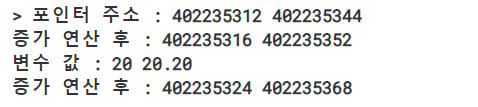 > 포인터 주소 : 402235312 402235344
증가 연산 후 : 402235316 402235352
변수 값 : 20 20.20
증가 연산 후 : 402235324 402235368